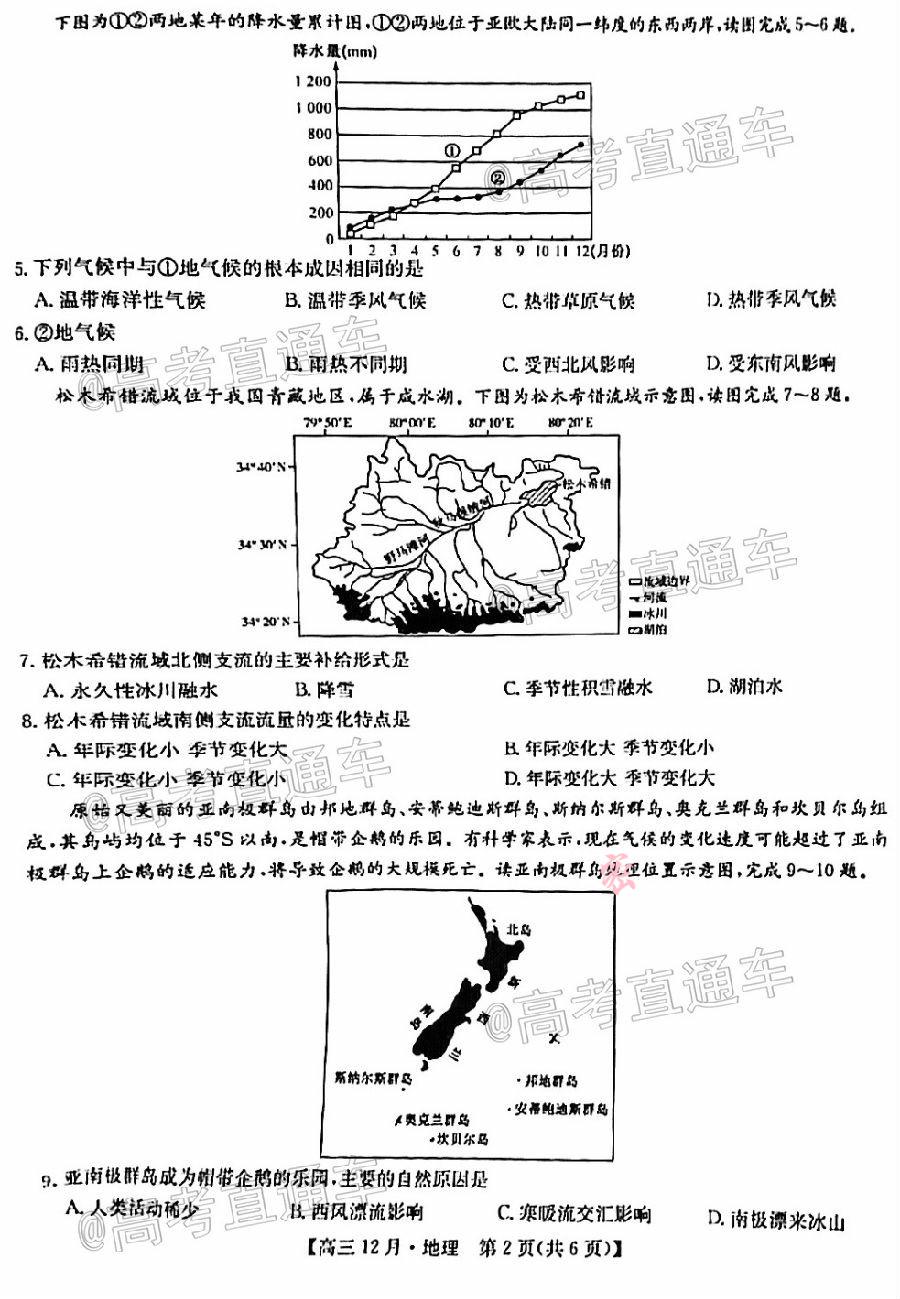 下图为①②两地某年的降水量累计图,①②两地位于亚欧大陆同一纬度的东西两岸,读图完成5~6题。
降水量(mm)
1 200
1 000
800
600
400
200
0
①
②
1 2 3 4 5 6 7 8 9 10 11 12(月份)
5.下列气候中与①地气候的根本成因相同的是
A. 温带海洋性气候 B. 温带季风气候 C. 热带草原气候 D. 热带季风气候
6.②地气候
A. 雨热同期 B. 雨热不同期 C. 受西北风影响 D. 受东南风影响
松木希错流域位于我国青藏地区,属于咸水湖。下图为松木希错流域示意图,读图完成7~8题。
79°50′E 80°00′E 80°10′E 80°20′E
34°40′N
34°30′N
34°20′N
松木希错
野马滩河
流域边界
河流
冰川
湖泊
7. 松木希错流域北侧支流的主要补给形式是
A. 永久性冰川融水 B. 降雪 C. 季节性积雪融水 D. 湖泊水
8. 松木希错流域南侧支流流量的变化特点是
A. 年际变化小 季节变化大 B. 年际变化大 季节变化小
C. 年际变化小 季节变化小 D. 年际变化大 季节变化大
原始又美丽的亚南极群岛由邦地群岛、安蒂鲍迪斯群岛、斯纳尔斯群岛、奥克兰群岛和坎贝尔岛组
成,其岛屿均位于45°S以南,是帽带企鹅的乐园。有科学家表示,现在气候的变化速度可能超过了亚南
极群岛上企鹅的适应能力,将导致企鹅的大规模死亡。读亚南极群岛地理位置示意图,完成9~10题。
密
北岛
南岛
新西兰
斯纳尔斯群岛
邦地群岛
安蒂鲍迪斯群岛
奥克兰群岛
坎贝尔岛
9. 亚南极群岛成为帽带企鹅的乐园,主要的自然原因是
A. 人类活动稀少 B. 西风漂流影响 C. 寒暖流交汇影响 D. 南极漂来冰山
【高三12月·地理 第2页(共6页)】
@高考直通车
@高考直通车
@高考直通车
@高考直通车
@高考直通车
@高考直通车